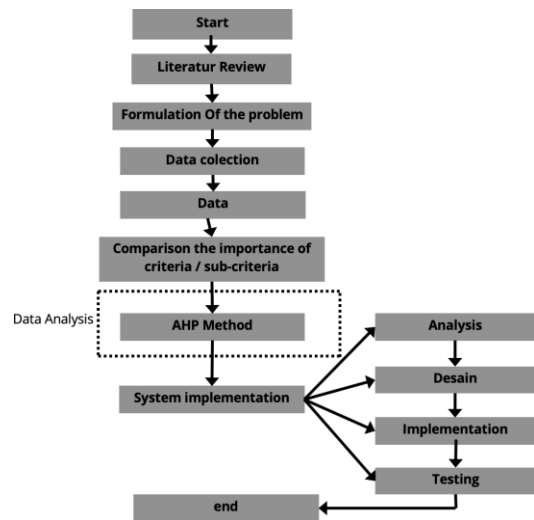 Start
Literatur Review
Formulation Of the problem
Data colection
Data
Comparison the importance of
criteria / sub-criteria
Data Analysis
AHP Method
System implementation
Analysis
Desain
Implementation
Testing
end